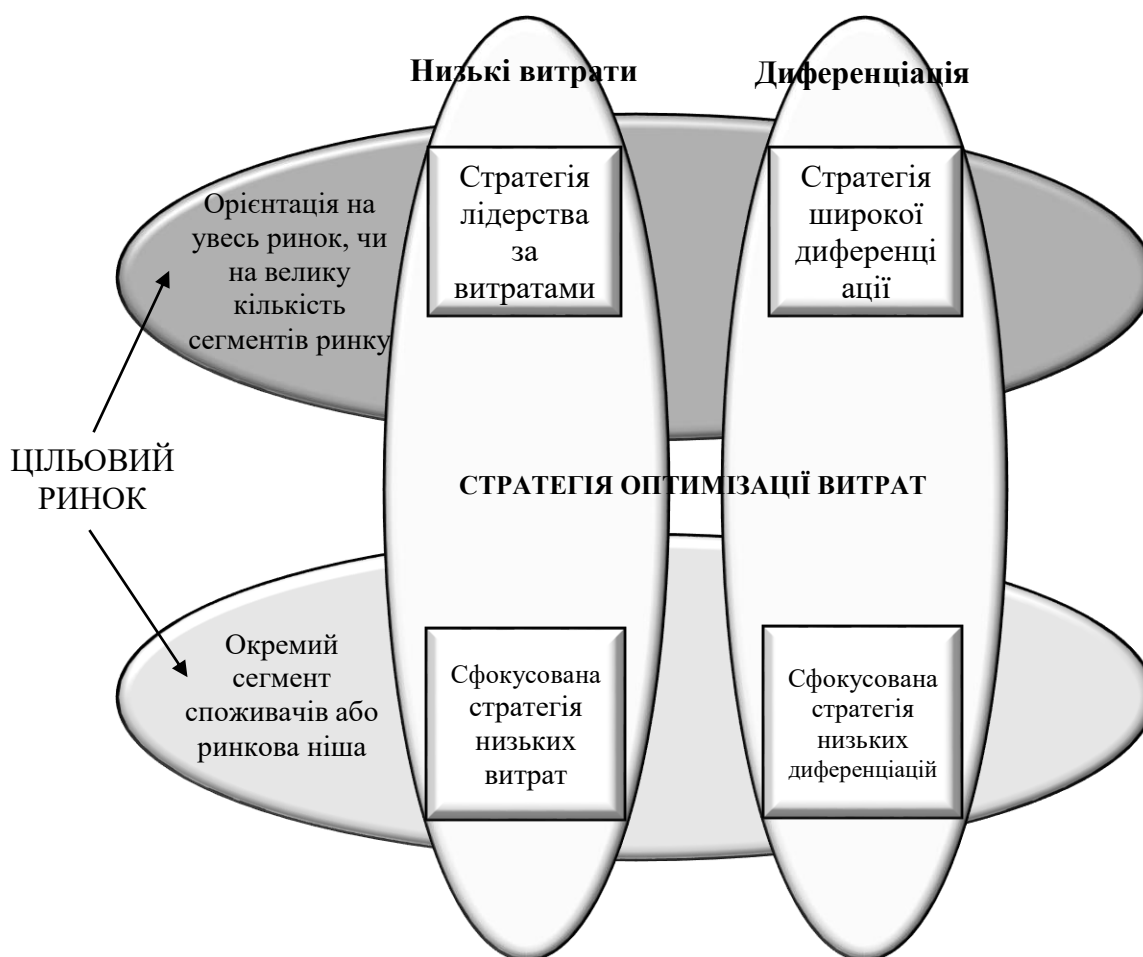 Низькі витрати
Диференціація
Стратегія
лідерства
за
витратами
Стратегія
широкої
диференці
ації
Орієнтація на
увесь ринок, чи
на велику
кількість
сегментів ринку
ЦІЛЬОВИЙ
РИНОК
СТРАТЕГІЯ ОПТИМІЗАЦІЇ ВИТРАТ
Окремий
сегмент
споживачів або
ринкова ніша
Сфокусована
стратегія
низьких
витрат
Сфокусована
стратегія
низьких
диференціацій